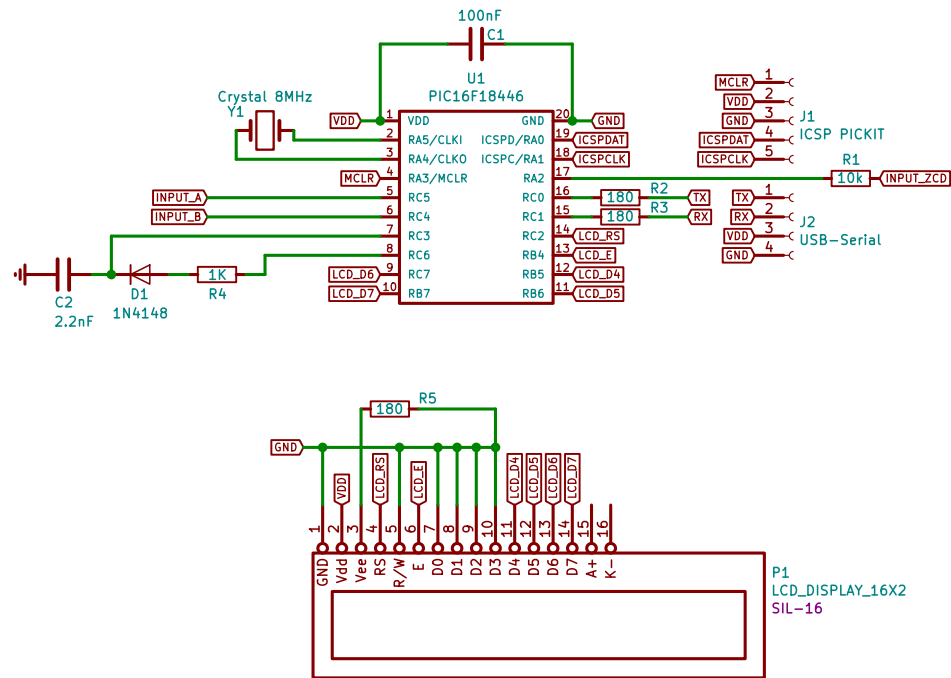 100nF
C1
U1
PIC16F18446
Crystal 8MHz
Y1
VDD
1
VDD
GND
20
GND
2
RA5/CLKI
ICSPD/RA0
19
ICSPDAT
3
RA4/CLKO
ICSPC/RA1
18
ICSPCLK
MCLR
4
RA3/MCLR
RA2
17
INPUT_A
5
RC5
RC0
16
180
R2
TX
INPUT_B
6
RC4
RC1
15
180
R3
RX
7
RC3
RC2
14
LCD_RS
8
RC6
RB4
13
LCD_E
LCD_D6
9
RC7
RB5
12
LCD_D4
LCD_D7
10
RB7
RB6
11
LCD_D5
MCLR
1
VDD
2
GND
3
ICSPDAT
4
ICSPCLK
5
J1
ICSP PICKIT
R1
10k
INPUT_ZCD
TX
1
RX
2
VDD
3
GND
4
J2
USB-Serial
C2
2.2nF
D1
1N4148
1K
R4
180
R5
GND
VDD
LCD_RS
LCD_E
LCD_D4
LCD_D5
LCD_D6
LCD_D7
1
2
3
4
5
6
7
8
9
10
11
12
13
14
15
16
GND
Vdd
Vee
RS
R/W
E
D0
D1
D2
D3
D4
D5
D6
D7
A+
K-
P1
LCD_DISPLAY_16X2
SIL-16